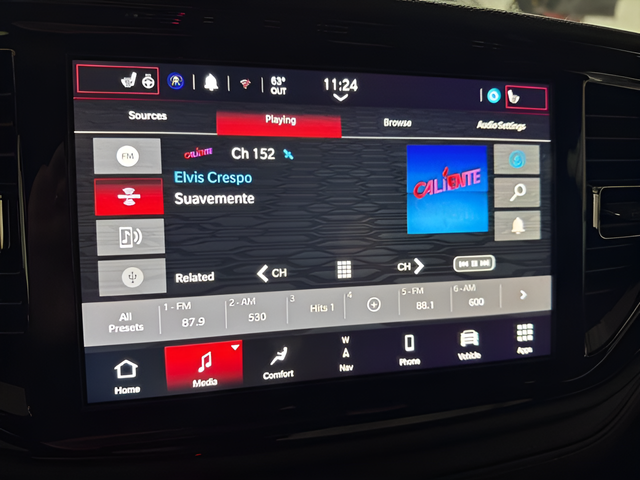 63°
OUT
11:24
Sources
Playing
Browse
Audio Settings
FM
CALIENTE
Ch 152
Elvis Crespo
Suavemente
CALIENTE
Related
CH
CH
All
Presets
1 - FM
87.9
2 - AM
530
3
Hits 1
4
5 - FM
88.1
6 - AM
600
Home
Media
Comfort
W
Nav
Phone
Vehicle
Apps